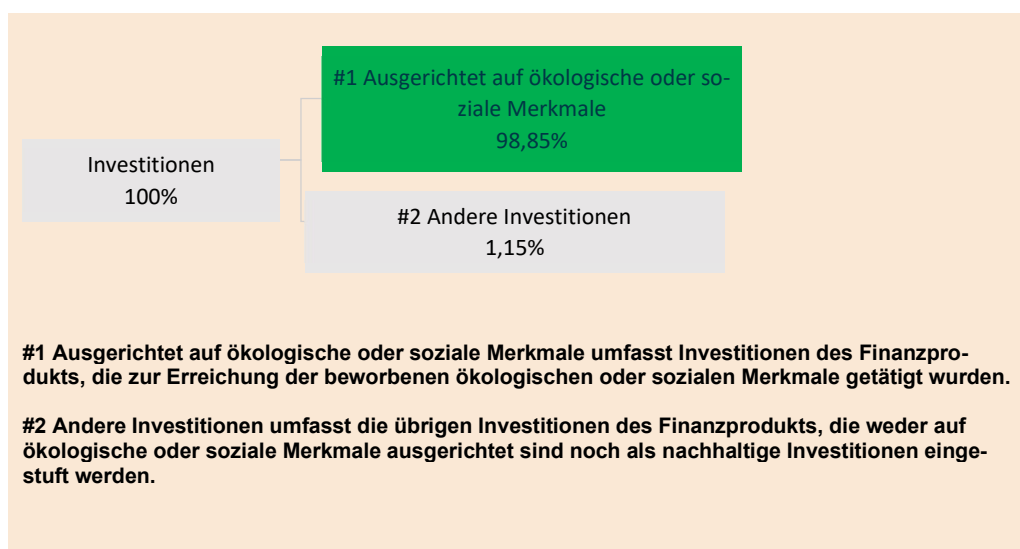 #1 Ausgerichtet auf ökologische oder so-
ziale Merkmale
98,85%
Investitionen
100%
#2 Andere Investitionen
1,15%
#1 Ausgerichtet auf ökologische oder soziale Merkmale umfasst Investitionen des Finanzpro-
dukts, die zur Erreichung der beworbenen ökologischen oder sozialen Merkmale getätigt wurden.
#2 Andere Investitionen umfasst die übrigen Investitionen des Finanzprodukts, die weder auf
ökologische oder soziale Merkmale ausgerichtet sind noch als nachhaltige Investitionen einge-
stuft werden.